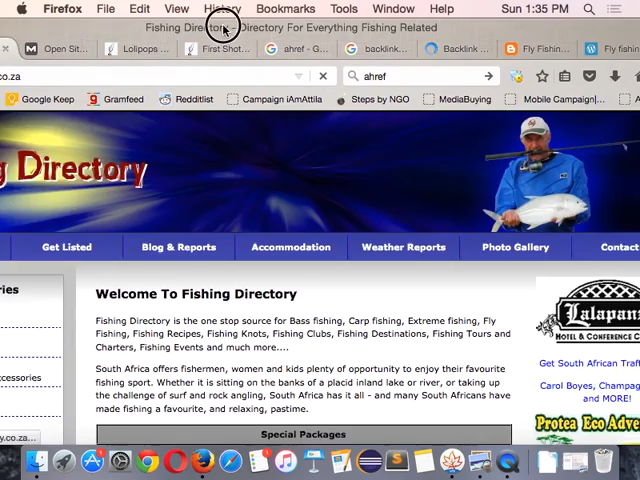 Firefox File Edit View History Bookmarks Tools Window Help Sun 1:35 PM
Fishing Directory - Directory For Everything Fishing Related
Open Sit... Lolipops ... First Shot... ahref - G... backlink... Backlink ... Fly Fishin... Fly fishin
co.za ahref
Google Keep Gramfeed Redditlist Campaign iAmAttila Steps by NGO MediaBuying Mobile Campaign|...
g Directory
Get Listed Blog & Reports Accommodation Weather Reports Photo Gallery Contact
ries
ccessories
y.co.za...
Welcome To Fishing Directory
Fishing Directory is the one stop source for Bass fishing, Carp fishing, Extreme fishing, Fly
Fishing, Fishing Recipes, Fishing Knots, Fishing Clubs, Fishing Destinations, Fishing Tours and
Charters, Fishing Events and much more....
South Africa offers fishermen, women and kids plenty of opportunity to enjoy their favourite
fishing sport. Whether it is sitting on the banks of a placid inland lake or river, or taking up
the challenge of surf and rock angling, South Africa has it all - and many South Africans have
made fishing a favourite, and relaxing, pastime.
Special Packages
Lalapanz
HOTEL & CONFERENCE C
Get South African Traff
Carol Boyes, Champag
and MORE!
Protea Eco Adve